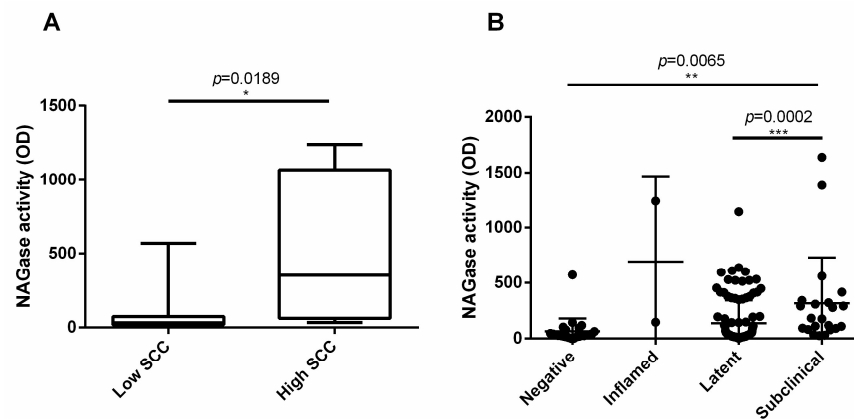 A
p=0.0189
*
NAGase activity (OD)
1500
1000
500
0
Low SCC
High SCC
B
p=0.0065
**
p=0.0002
***
NAGase activity (OD)
2000
1500
1000
500
0
Negative
Inflamed
Latent
Subclinical